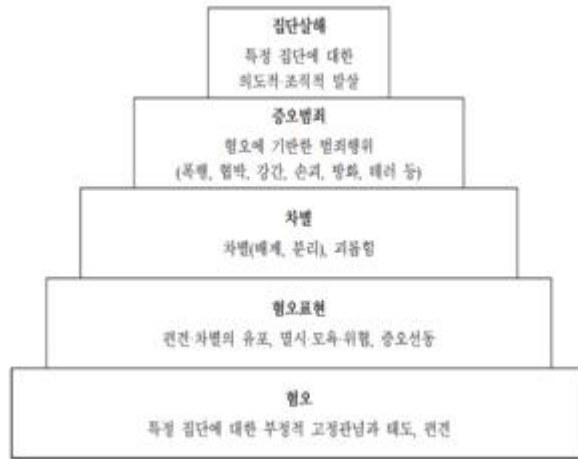 집단살해
특정 집단에 대한
의도적·조직적 말살
증오범죄
혐오에 기반한 범죄행위
(폭행, 협박, 강간, 손괴, 방화, 테러 등)
차별
차별(배제, 분리), 괴롭힘
혐오표현
편견·차별의 유포, 멸시·모욕·위협, 증오선동
혐오
특정 집단에 대한 부정적 고정관념과 태도, 편견